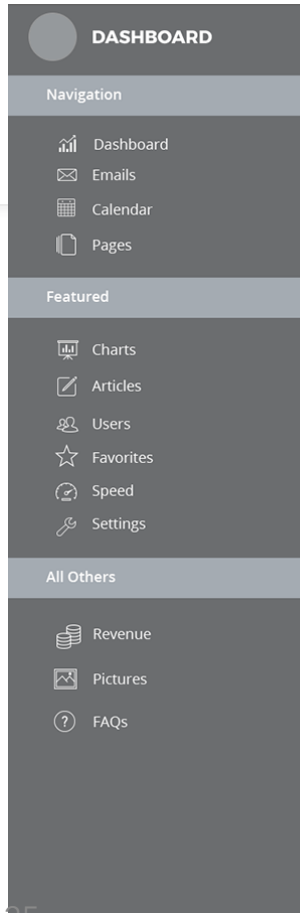 DASHBOARD
Navigation
Dashboard
Emails
Calendar
Pages
Featured
Charts
Articles
Users
Favorites
Speed
Settings
All Others
Revenue
Pictures
? FAQs